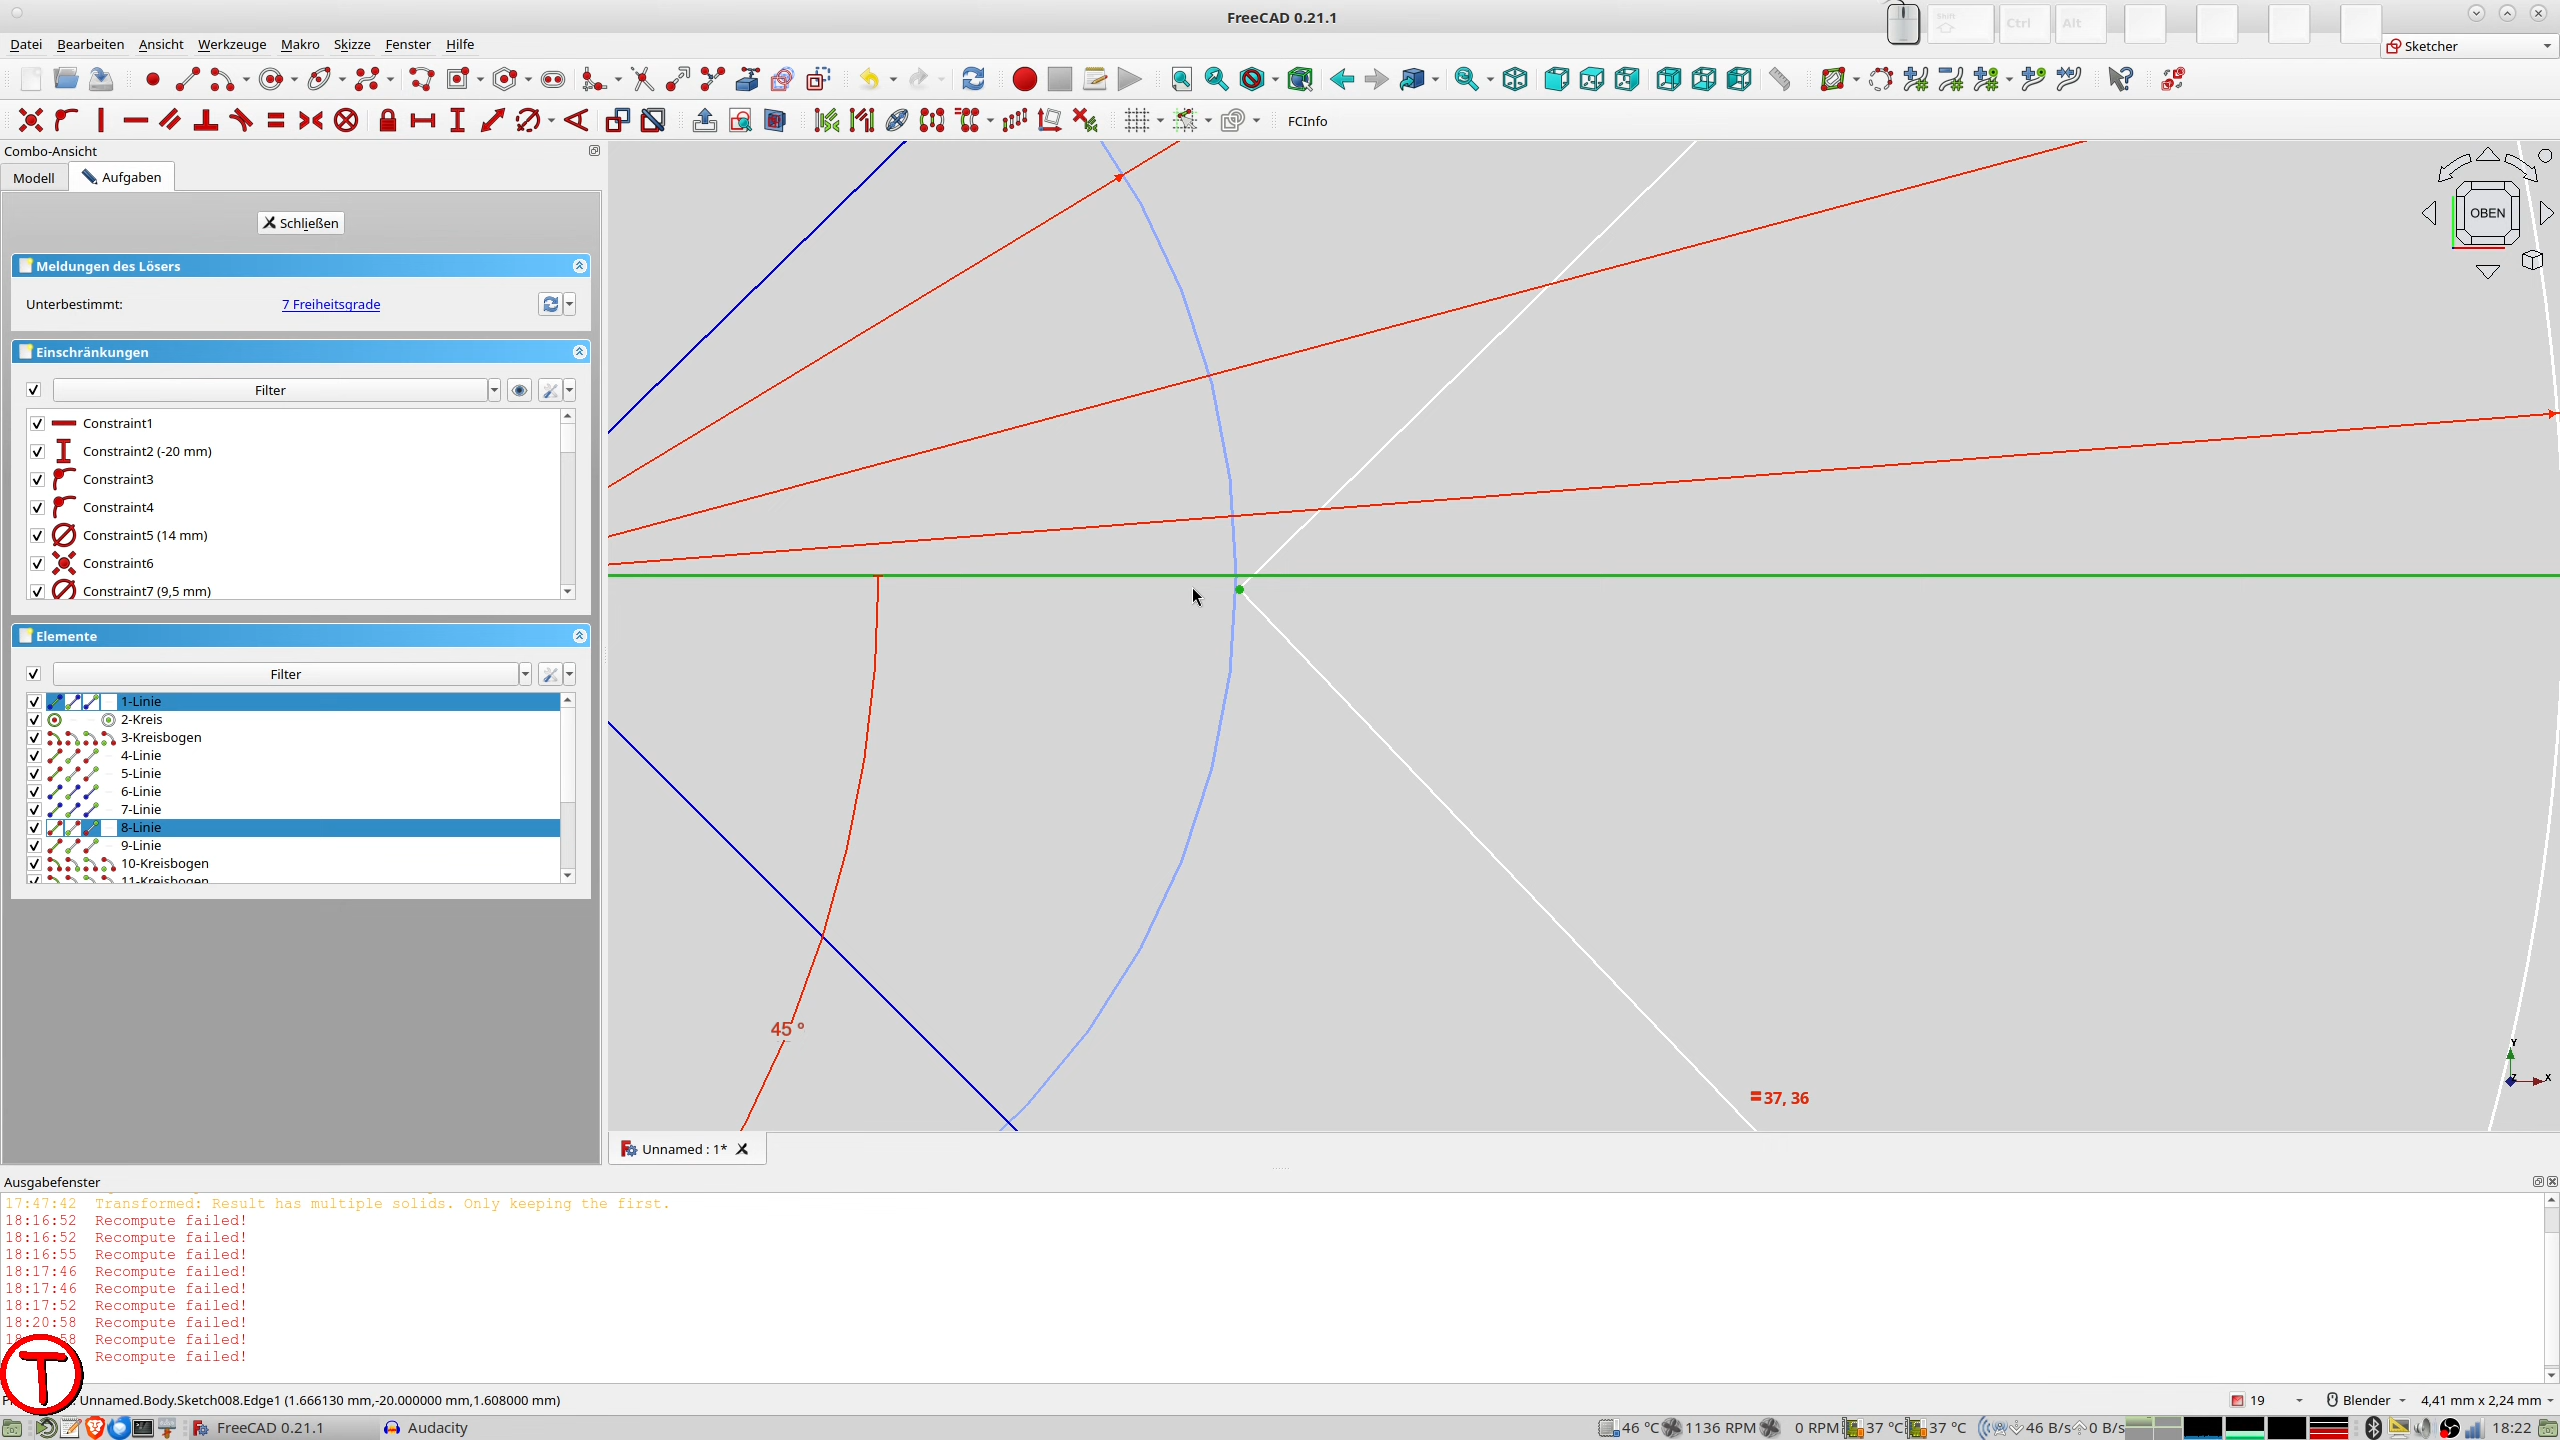 FreeCAD 0.21.1
Shift
Ctrl
Alt
Datei Bearbeiten Ansicht Werkzeuge Makro Skizze Fenster Hilfe
Sketcher
FCInfo
Combo-Ansicht
Modell
Aufgaben
Schließen
Meldungen des Lösers
Unterbestimmt: 7 Freiheitsgrade
Einschränkungen
Filter
Constraint1
Constraint2 (-20 mm)
Constraint3
Constraint4
Constraint5 (14 mm)
Constraint6
Constraint7 (9,5 mm)
Elemente
Filter
1-Linie
2-Kreis
3-Kreisbogen
4-Linie
5-Linie
6-Linie
7-Linie
8-Linie
9-Linie
10-Kreisbogen
11-Kreisbogen
OBEN
45 °
37, 36
Y
Z
X
Unnamed : 1*
Ausgabefenster
17:47:42 Transformed: Result has multiple solids. Only keeping the first.
18:16:52 Recompute failed!
18:16:52 Recompute failed!
18:16:55 Recompute failed!
18:17:46 Recompute failed!
18:17:46 Recompute failed!
18:17:52 Recompute failed!
18:20:58 Recompute failed!
Recompute failed!
Recompute failed!
T
Unnamed.Body.Sketch008.Edge1 (1.666130 mm,-20.000000 mm,1.608000 mm)
19
Blender
4,41 mm x 2,24 mm
FreeCAD 0.21.1
Audacity
46 °C 1136 RPM 0 RPM 37 °C 37 °C 46 B/s 0 B/s 18:22